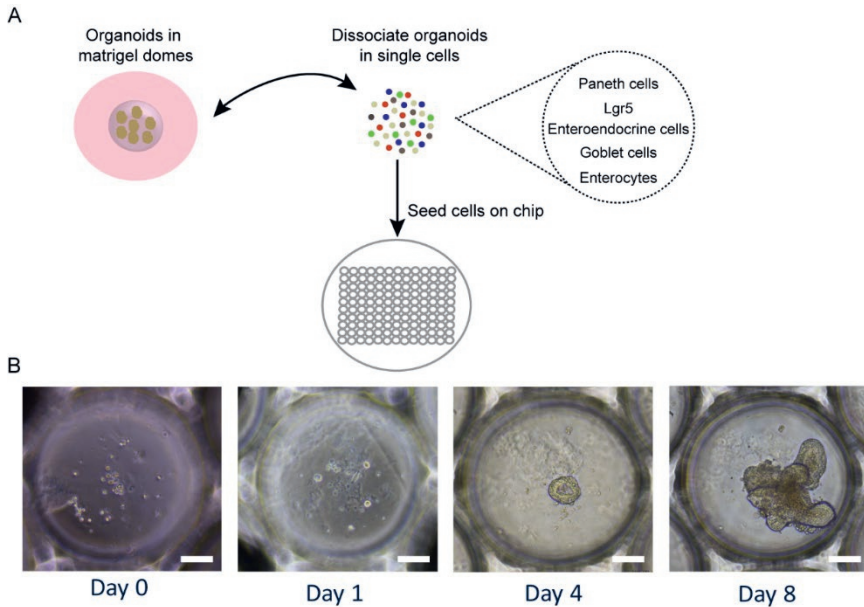 A
Organoids in
matrigel domes
Dissociate organoids
in single cells
Paneth cells
Lgr5
Enteroendocrine cells
Goblet cells
Enterocytes
Seed cells on chip
B
Day 0
Day 1
Day 4
Day 8